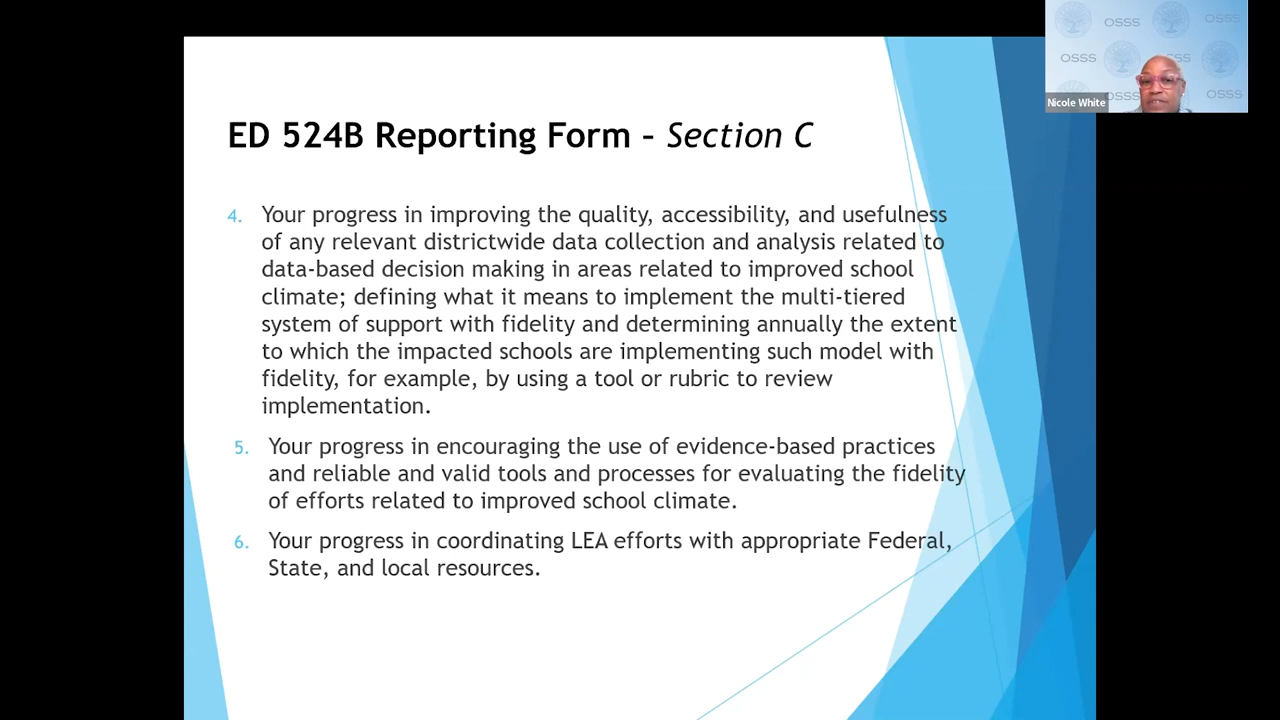 OSSS
OSSS
OSSS
OSSS
OSSS
Nicole White
ED 524B Reporting Form – Section C
4. Your progress in improving the quality, accessibility, and usefulness
of any relevant districtwide data collection and analysis related to
data-based decision making in areas related to improved school
climate; defining what it means to implement the multi-tiered
system of support with fidelity and determining annually the extent
to which the impacted schools are implementing such model with
fidelity, for example, by using a tool or rubric to review
implementation.
5. Your progress in encouraging the use of evidence-based practices
and reliable and valid tools and processes for evaluating the fidelity
of efforts related to improved school climate.
6. Your progress in coordinating LEA efforts with appropriate Federal,
State, and local resources.